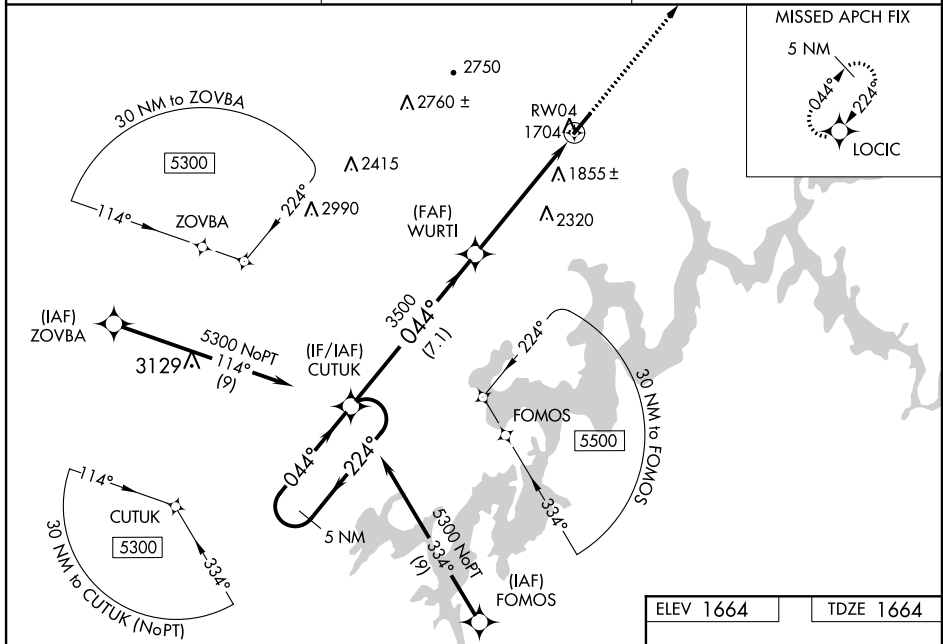 MISSED APCH FIX
5 NM
044°
224°
LOCIC
2750
2760 ±
30 NM to ZOVBA
5300
RW04
1704
2415
1855 ±
114°
224°
ZOVBA
2990
2320
(FAF)
WURTI
(IAF)
ZOVBA
5300 NoPT
114°
(9)
3129
3500
044°
(7.1)
(IF/IAF)
CUTUK
224°
30 NM to FOMOS
FOMOS
5500
334°
044°
224°
5 NM
114°
CUTUK
5300
334°
30 NM to CUTUK (NoPT)
5300 NoPT
334°
(9)
(IAF)
FOMOS
ELEV 1664
TDZE 1664